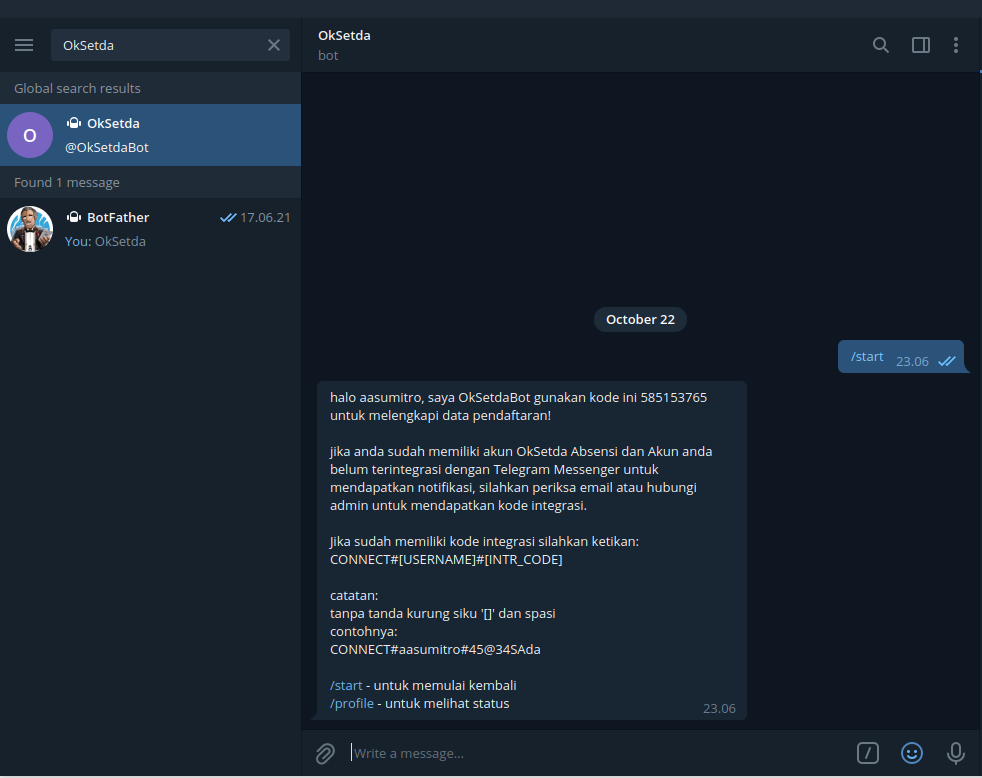 OkSetda
Global search results
O
OkSetda
@OkSetdaBot
Found 1 message
BotFather
17.06.21
You: OkSetda
OkSetda
bot
October 22
/start
23.06
halo aasumitro, saya OkSetdaBot gunakan kode ini 585153765
untuk melengkapi data pendaftaran!
jika anda sudah memiliki akun OkSetda Absensi dan Akun anda
belum terintegrasi dengan Telegram Messenger untuk
mendapatkan notifikasi, silahkan periksa email atau hubungi
admin untuk mendapatkan kode integrasi.
Jika sudah memiliki kode integrasi silahkan ketikan:
CONNECT#[USERNAME]#[INTR_CODE]
catatan:
tanpa tanda kurung siku '[]' dan spasi
contohnya:
CONNECT#aasumitro#45@34SAda
/start - untuk memulai kembali
/profile - untuk melihat status
23.06
Write a message...